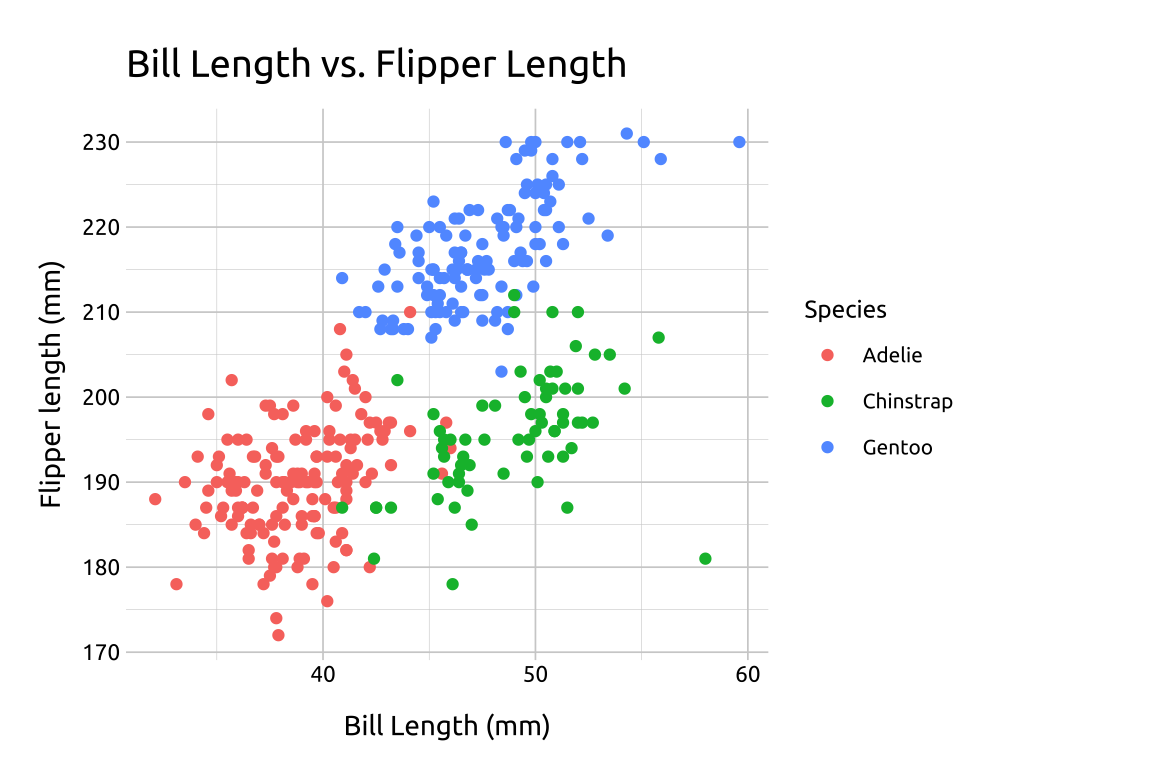 Bill Length vs. Flipper Length
230
220
210
200
190
180
170
Flipper length (mm)
40 50 60
Bill Length (mm)
Species
Adelie
Chinstrap
Gentoo